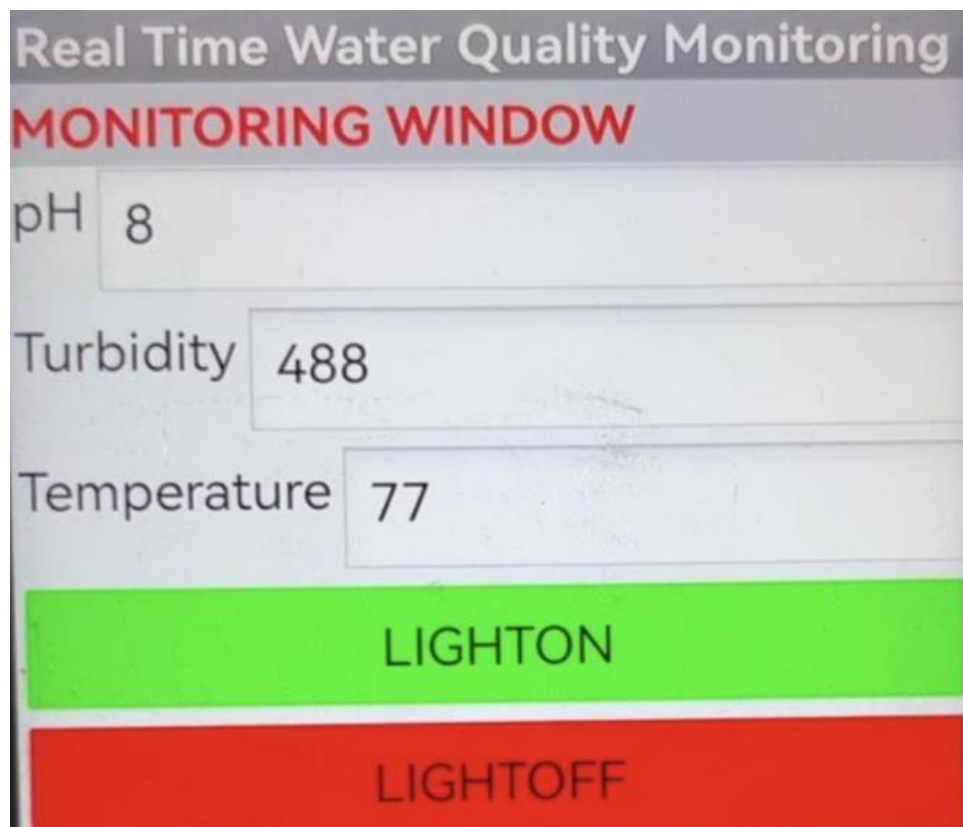 Real Time Water Quality Monitoring
MONITORING WINDOW
pH 8
Turbidity 488
Temperature 77
LIGHTON
LIGHTOFF